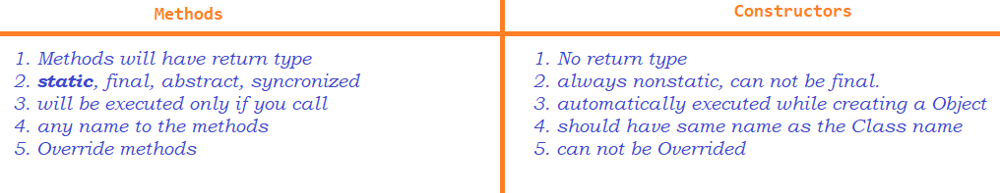 Methods
1. Methods will have return type
2. static, final, abstract, syncronized
3. will be executed only if you call
4. any name to the methods
5. Override methods
Constructors
1. No return type
2. always nonstatic, can not be final.
3. automatically executed while creating a Object
4. should have same name as the Class name
5. can not be Overrided